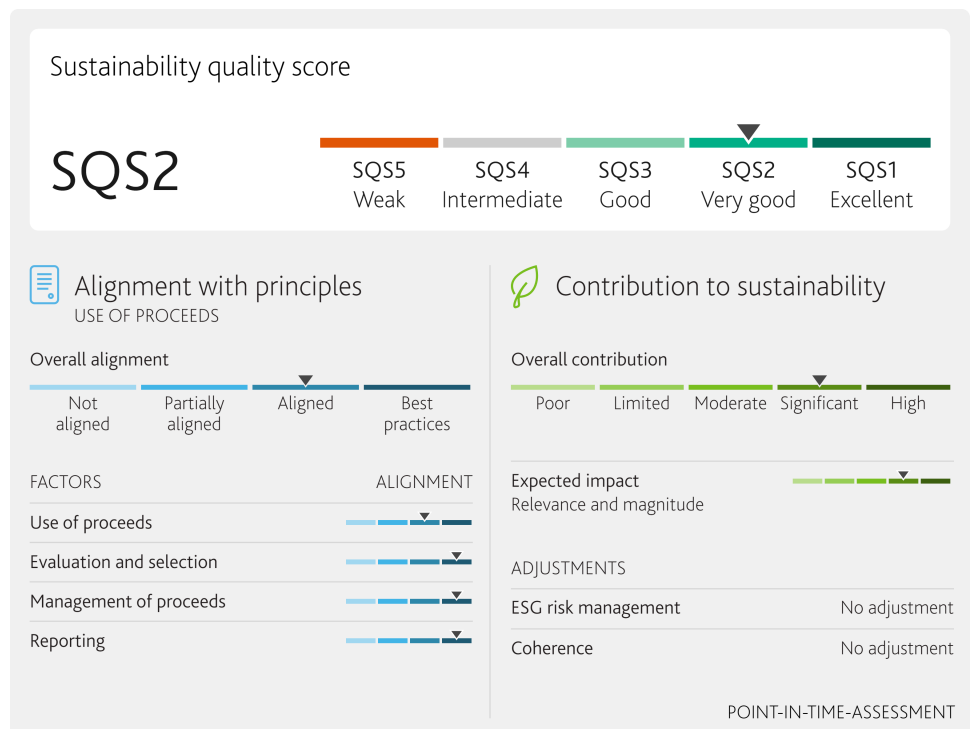 Sustainability quality score
SQS2
SQS5 SQS4 SQS3 SQS2 SQS1
Weak Intermediate Good Very good Excellent
Alignment with principles
USE OF PROCEEDS
Overall alignment
Not aligned
Partially aligned
Aligned
Best practices
FACTORS ALIGNMENT
Use of proceeds
Evaluation and selection
Management of proceeds
Reporting
Contribution to sustainability
Overall contribution
Poor Limited Moderate Significant High
Expected impact
Relevance and magnitude
ADJUSTMENTS
ESG risk management No adjustment
Coherence No adjustment
POINT-IN-TIME-ASSESSMENT